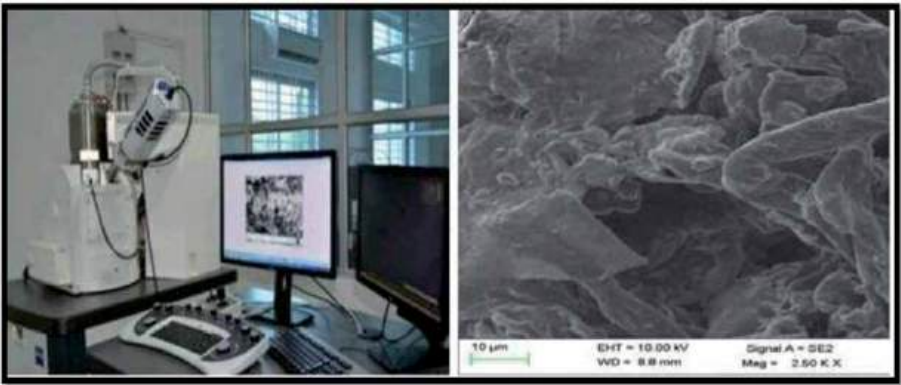 10 µm
EHT = 10.00 kV
Signal A = SE2
WD = 8.8 mm
Mag = 2.50 K X